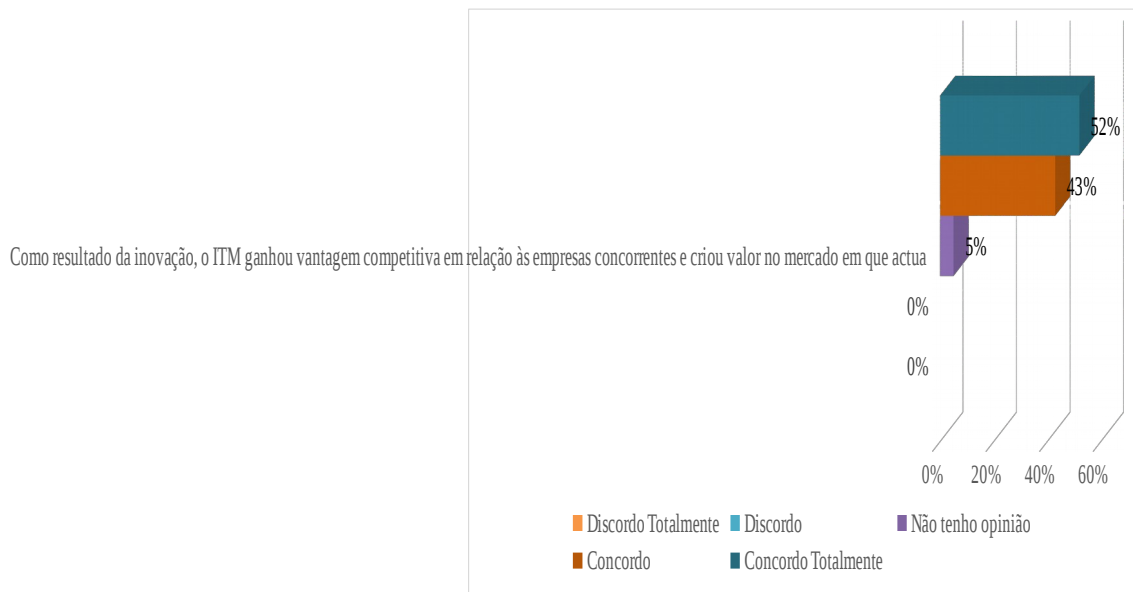 52%
43%
5%
Como resultado da inovação, o ITM ganhou vantagem competitiva em relação às empresas concorrentes e criou valor no mercado em que actua
0%
0%
0% 20% 40% 60%
Discordo Totalmente Discordo Não tenho opinião
Concordo Concordo Totalmente